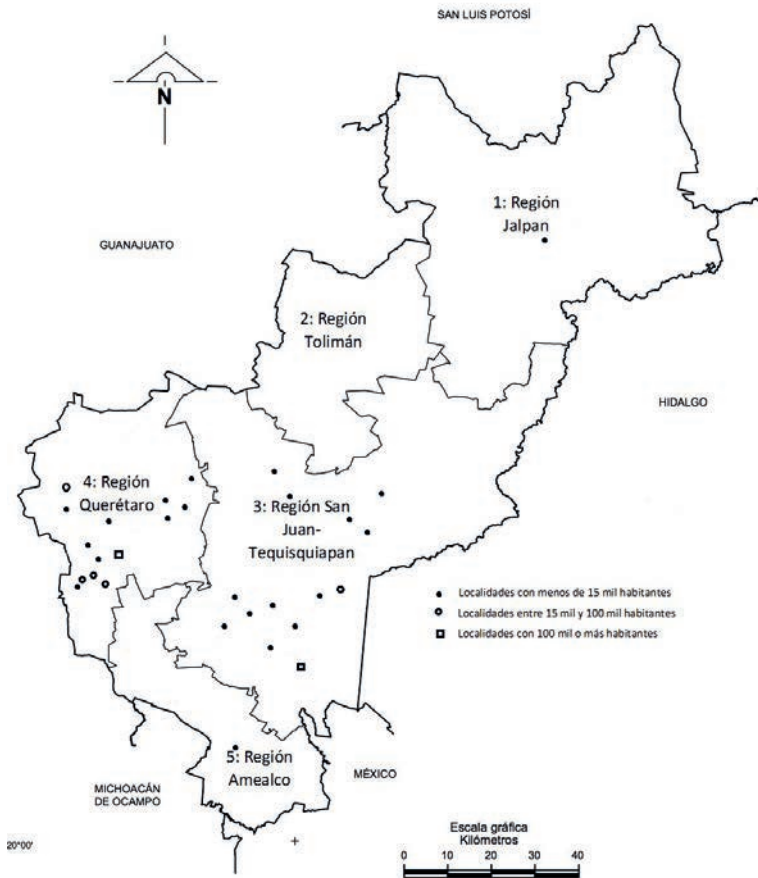 SAN LUIS POTOSÍ
N
1: Región
Jalpan
GUANAJUATO
2: Región
Tolimán
HIDALGO
4: Región
Querétaro
3: Región San
Juan-
Tequisquiapan
Localidades con menos de 15 mil habitantes
Localidades entre 15 mil y 100 mil habitantes
Localidades con 100 mil o más habitantes
5: Región
Amealco
MÉXICO
MICHOACÁN
DE OCAMPO
20°00'
Escala gráfica
Kilómetros
0 10 20 30 40